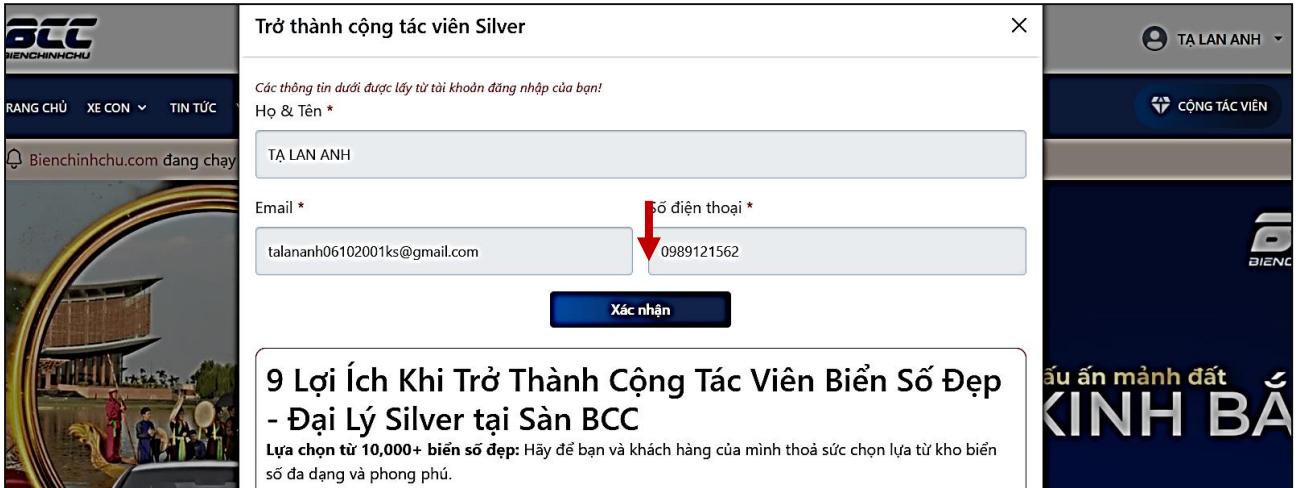 BCC
BIENCHINHCHU
Trở thành cộng tác viên Silver
TẠ LAN ANH
RANG CHỦ XE CON TIN TỨC
CỘNG TÁC VIÊN
Bienchinhchu.com đang chạy
Các thông tin dưới được lấy từ tài khoản đăng nhập của bạn!
Họ & Tên *
TẠ LAN ANH
Email *
Số điện thoại *
talananh06102001ks@gmail.com
0989121562
Xác nhận
9 Lợi Ích Khi Trở Thành Cộng Tác Viên Biển Số Đẹp
- Đại Lý Silver tại Sàn BCC
Lựa chọn từ 10,000+ biển số đẹp: Hãy để bạn và khách hàng của mình thoả sức chọn lựa từ kho biển
số đa dạng và phong phú.
B
BIENC
ấu ấn mảnh đất
KINH BẮ